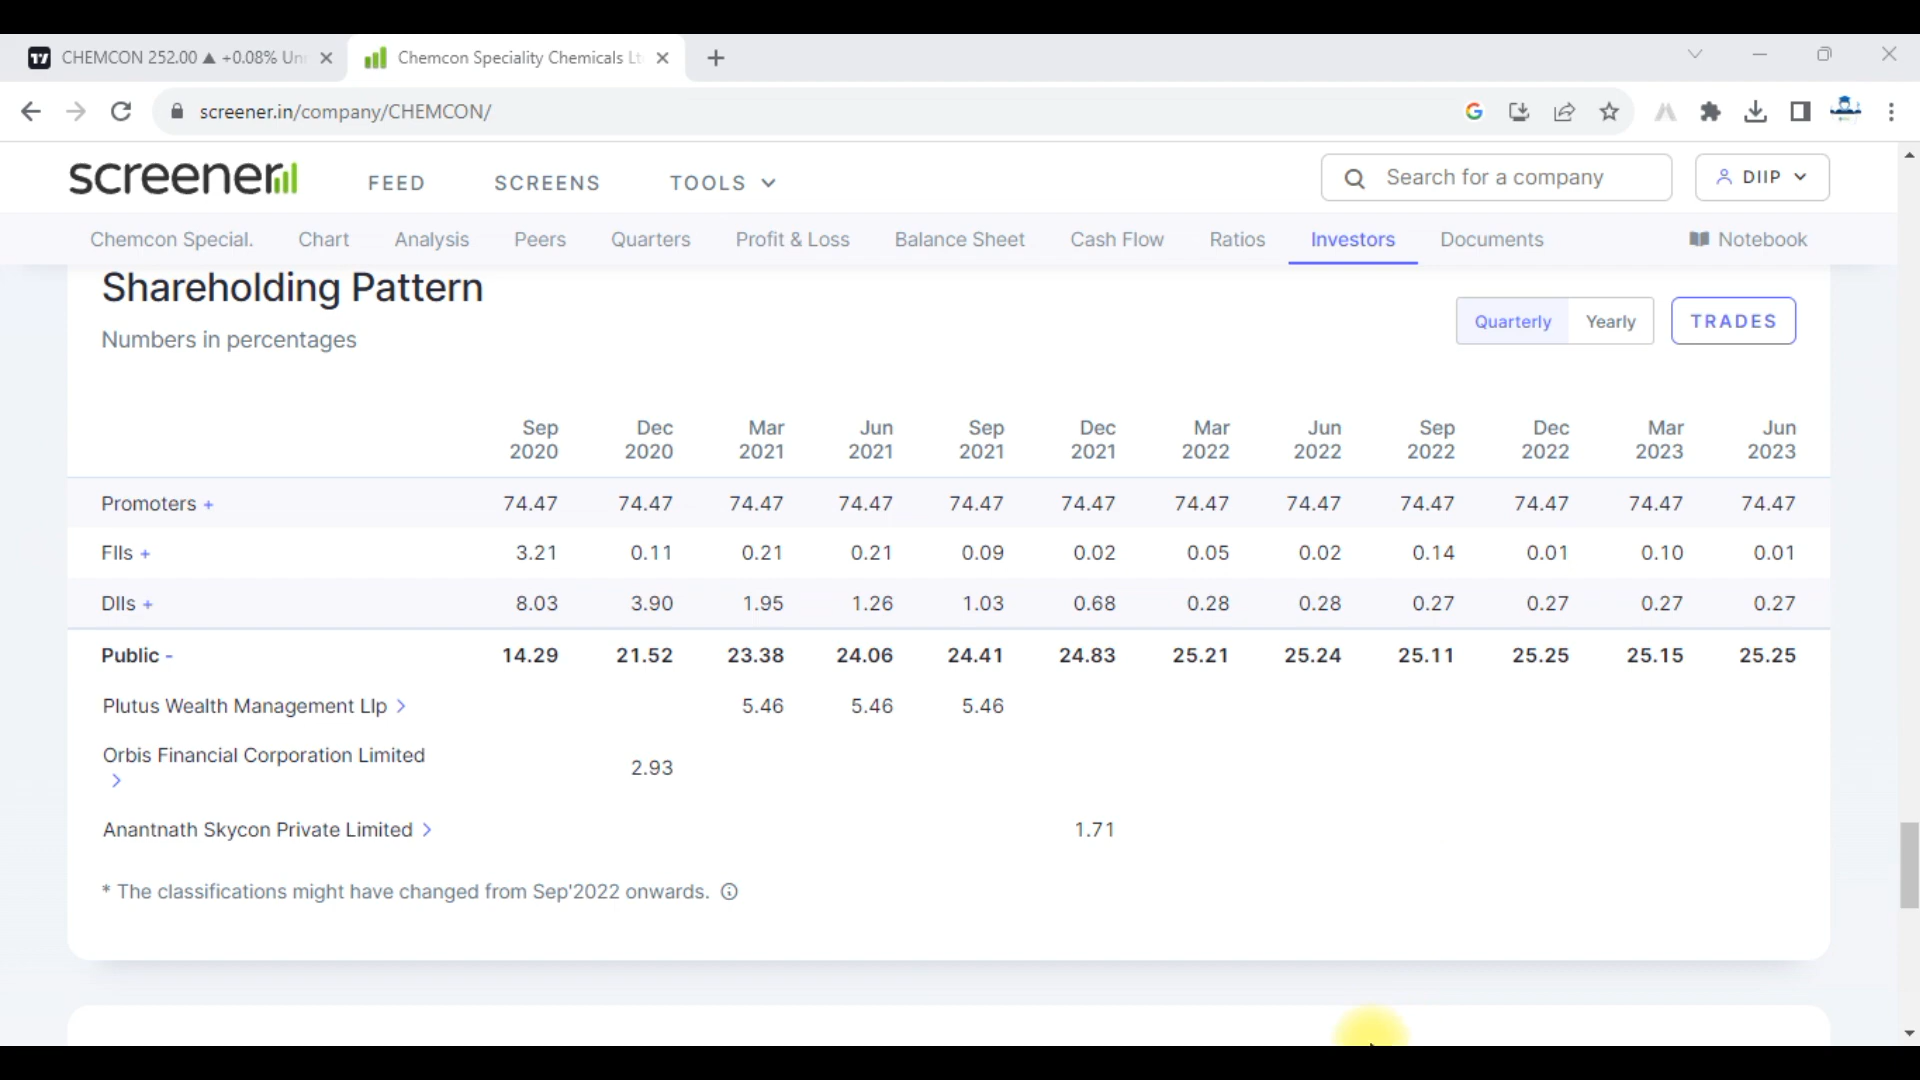 CHEMCON 252.00 ▲ +0.08% Un
Chemcon Speciality Chemicals Lt
screener.in/company/CHEMCON/
screener
FEED
SCREENS
TOOLS
Search for a company
DIIP
Chemcon Special.
Chart
Analysis
Peers
Quarters
Profit & Loss
Balance Sheet
Cash Flow
Ratios
Investors
Documents
Notebook
Shareholding Pattern
Numbers in percentages
Quarterly
Yearly
TRADES
Sep 2020 Dec 2020 Mar 2021 Jun 2021 Sep 2021 Dec 2021 Mar 2022 Jun 2022 Sep 2022 Dec 2022 Mar 2023 Jun 2023
Promoters + 74.47 74.47 74.47 74.47 74.47 74.47 74.47 74.47 74.47 74.47 74.47 74.47
FIIs + 3.21 0.11 0.21 0.21 0.09 0.02 0.05 0.02 0.14 0.01 0.10 0.01
DIIs + 8.03 3.90 1.95 1.26 1.03 0.68 0.28 0.28 0.27 0.27 0.27 0.27
Public - 14.29 21.52 23.38 24.06 24.41 24.83 25.21 25.24 25.11 25.25 25.15 25.25
Plutus Wealth Management Llp > 5.46 5.46 5.46
Orbis Financial Corporation Limited > 2.93
Anantnath Skycon Private Limited > 1.71
* The classifications might have changed from Sep'2022 onwards.